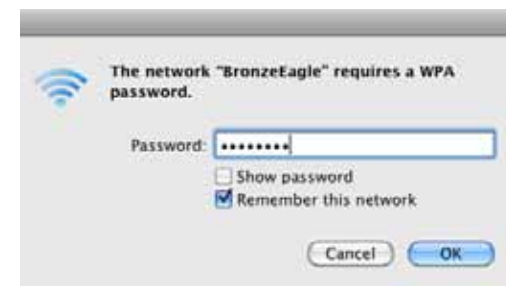 The network "BronzeEagle" requires a WPA
password.
Password: ••••••••
Show password
Remember this network
Cancel OK